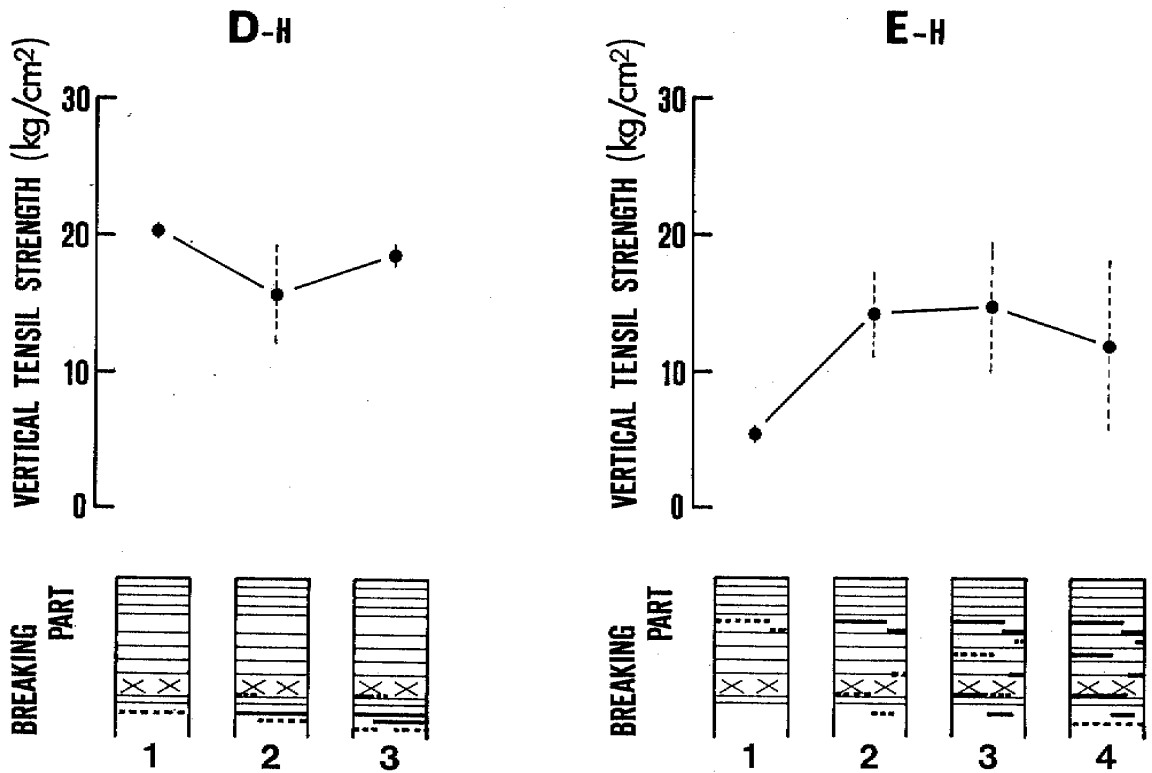 D-H
VERTICAL TENSIL STRENGTH (kg/cm²)
30
20
10
0
BREAKING
PART
1 2 3
E-H
VERTICAL TENSIL STRENGTH (kg/cm²)
30
20
10
0
BREAKING
PART
1 2 3 4